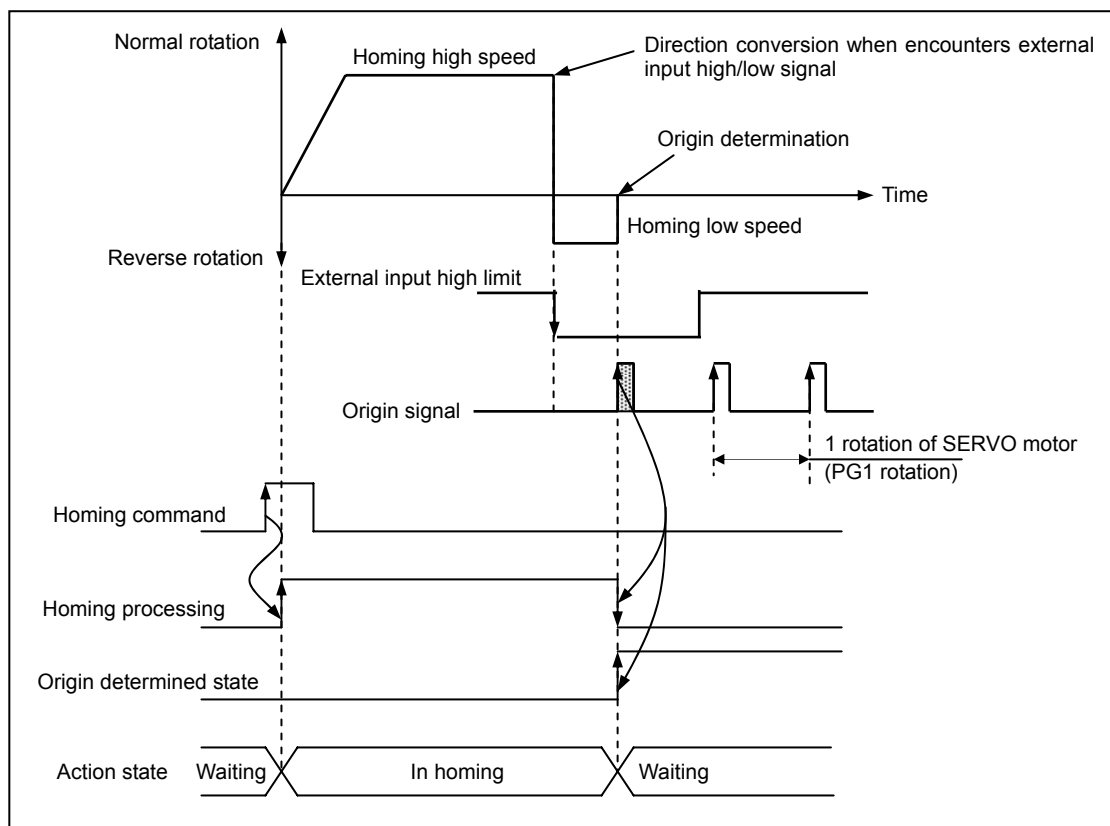 Normal rotation
Homing high speed
Direction conversion when encounters external
input high/low signal
Origin determination
Time
Homing low speed
Reverse rotation
External input high limit
Origin signal
1 rotation of SERVO motor
(PG1 rotation)
Homing command
Homing processing
Origin determined state
Action state
Waiting
In homing
Waiting